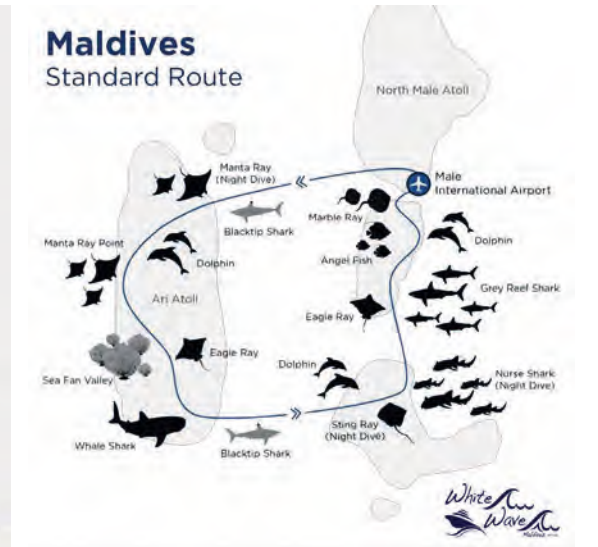 Maldives
Standard Route
North Male Atoll
Manta Ray
(Night Dive)
Male
International Airport
Marble Ray
Blacktip Shark
Manta Ray Point
Dolphin
Dolphin
Angel Fish
Ari Atoll
Grey Reef Shark
Eagle Ray
Eagle Ray
Dolphin
Sea Fan Valley
Nurse Shark
(Night Dive)
Sting Ray
(Night Dive)
Whale Shark
Blacktip Shark
White
Wave
Maldives